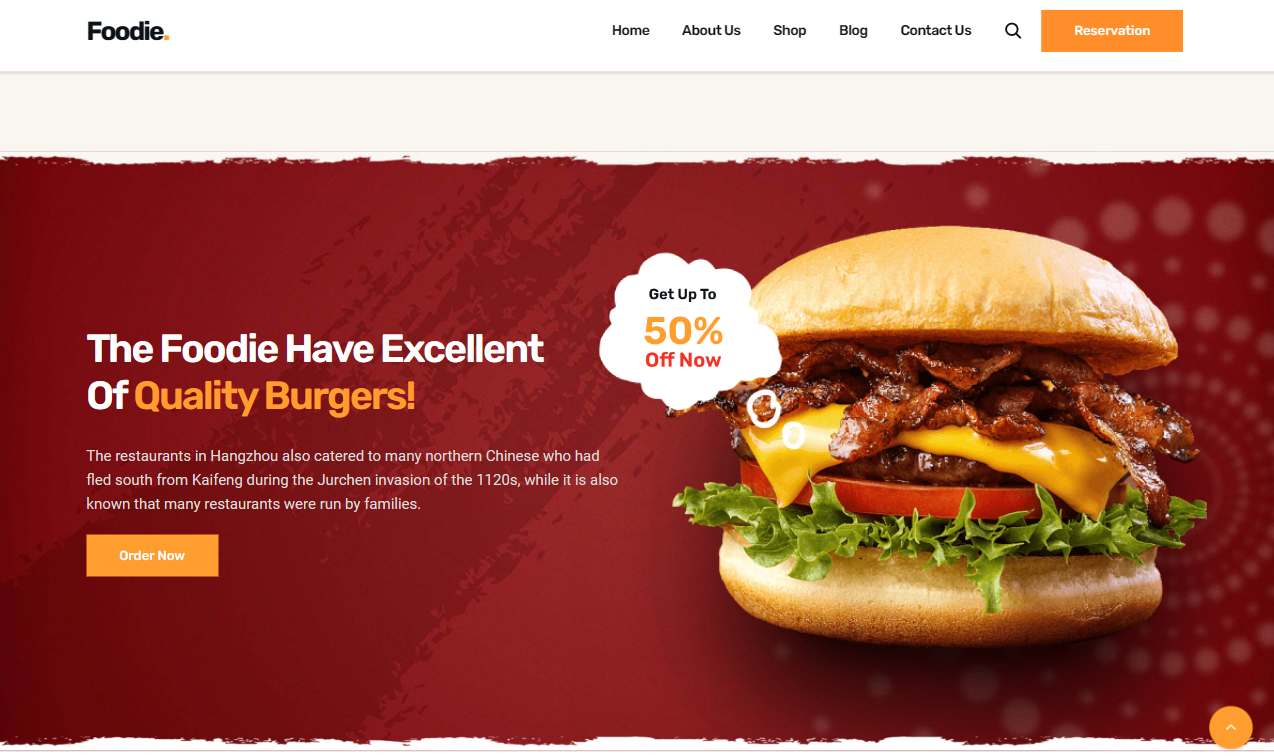 Foodie.
Home
About Us
Shop
Blog
Contact Us
Reservation
Get Up To
50%
Off Now
The Foodie Have Excellent
Of Quality Burgers!
The restaurants in Hangzhou also catered to many northern Chinese who had
fled south from Kaifeng during the Jurchen invasion of the 1120s, while it is also
known that many restaurants were run by families.
Order Now